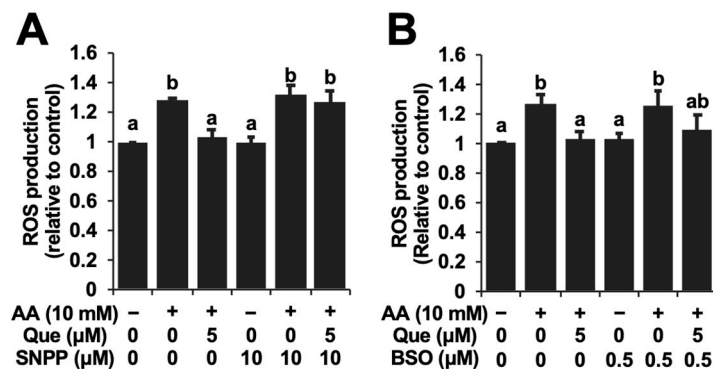 A
ROS production
(relative to control)
1.6
1.4
1.2
1
0.8
0.6
0.4
0.2
0
a b a a b b
AA (10 mM) – + + – + +
Que (μM) 0 0 5 0 0 5
SNPP (μM) 0 0 0 10 10 10
B
ROS production
(Relative to control)
1.6
1.4
1.2
1
0.8
0.6
0.4
0.2
0
a b a a b ab
AA (10 mM) – + + – + +
Que (μM) 0 0 5 0 0 5
BSO (μM) 0 0 0 0.5 0.5 0.5